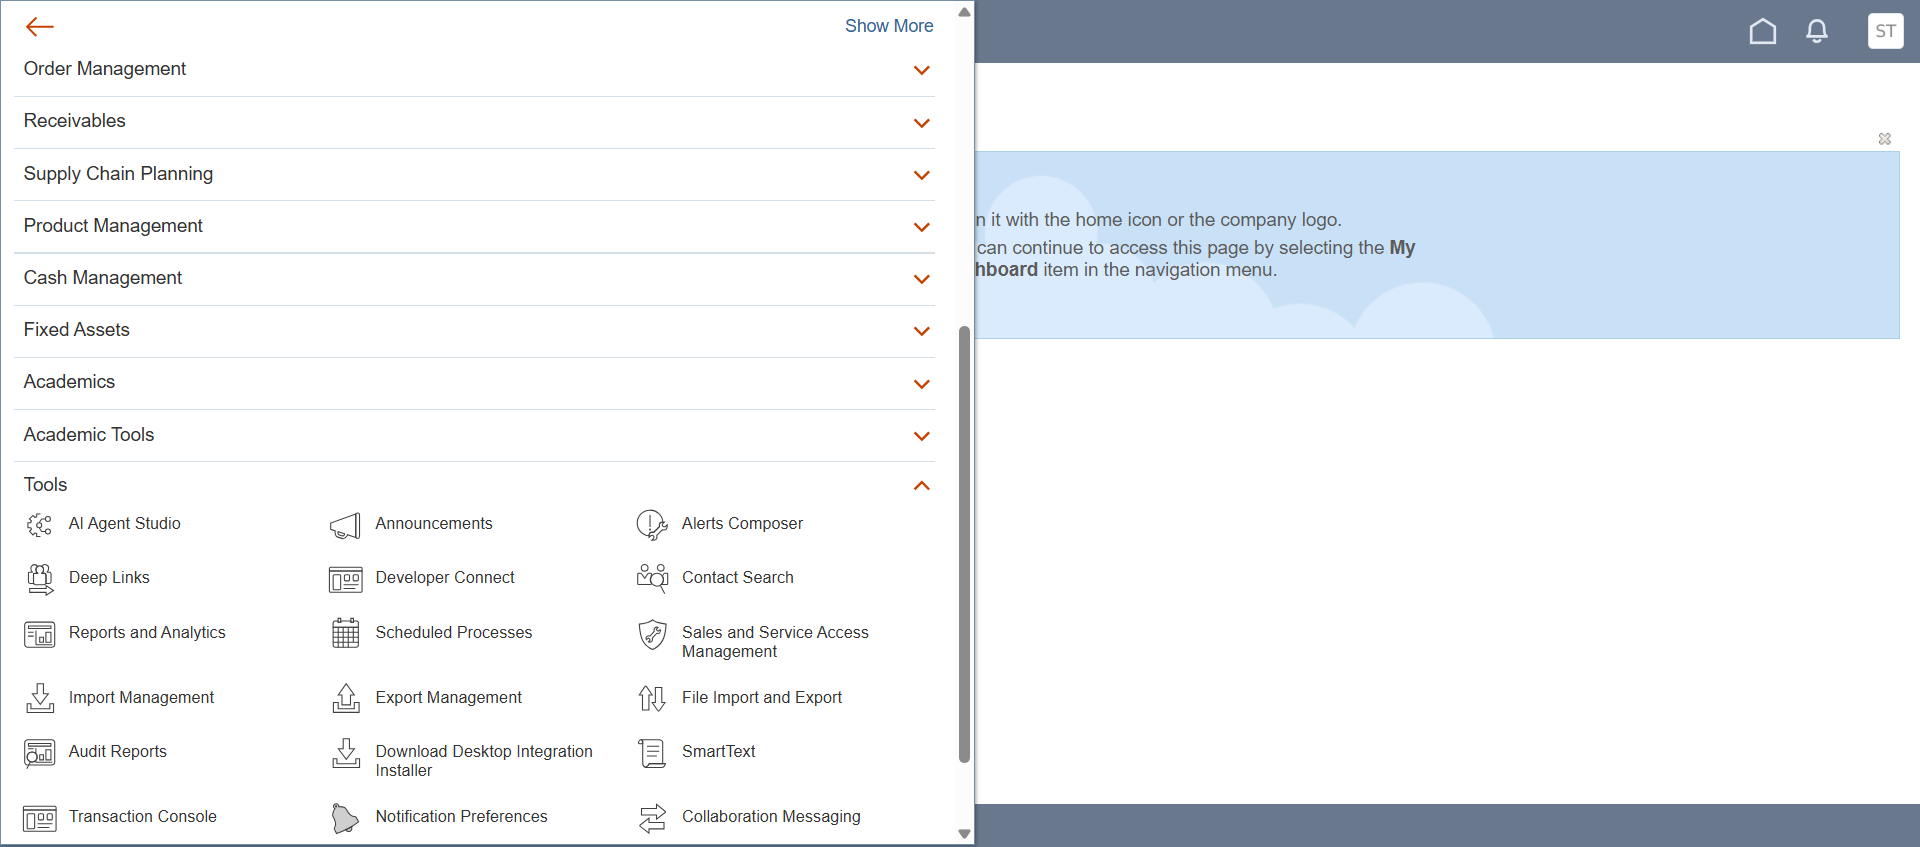 Show More
ST
Order Management
Receivables
Supply Chain Planning
Product Management
n it with the home icon or the company logo.
can continue to access this page by selecting the My
hboard item in the navigation menu.
Cash Management
Fixed Assets
Academics
Academic Tools
Tools
AI Agent Studio
Announcements
Alerts Composer
Deep Links
Developer Connect
Contact Search
Reports and Analytics
Scheduled Processes
Sales and Service Access
Management
Import Management
Export Management
File Import and Export
Audit Reports
Download Desktop Integration
Installer
SmartText
Transaction Console
Notification Preferences
Collaboration Messaging